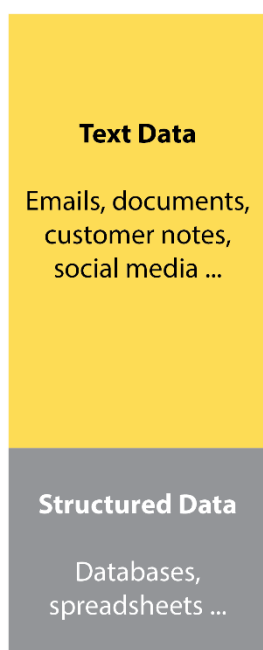 Text Data
Emails, documents,
customer notes,
social media ...
Structured Data
Databases,
spreadsheets ...